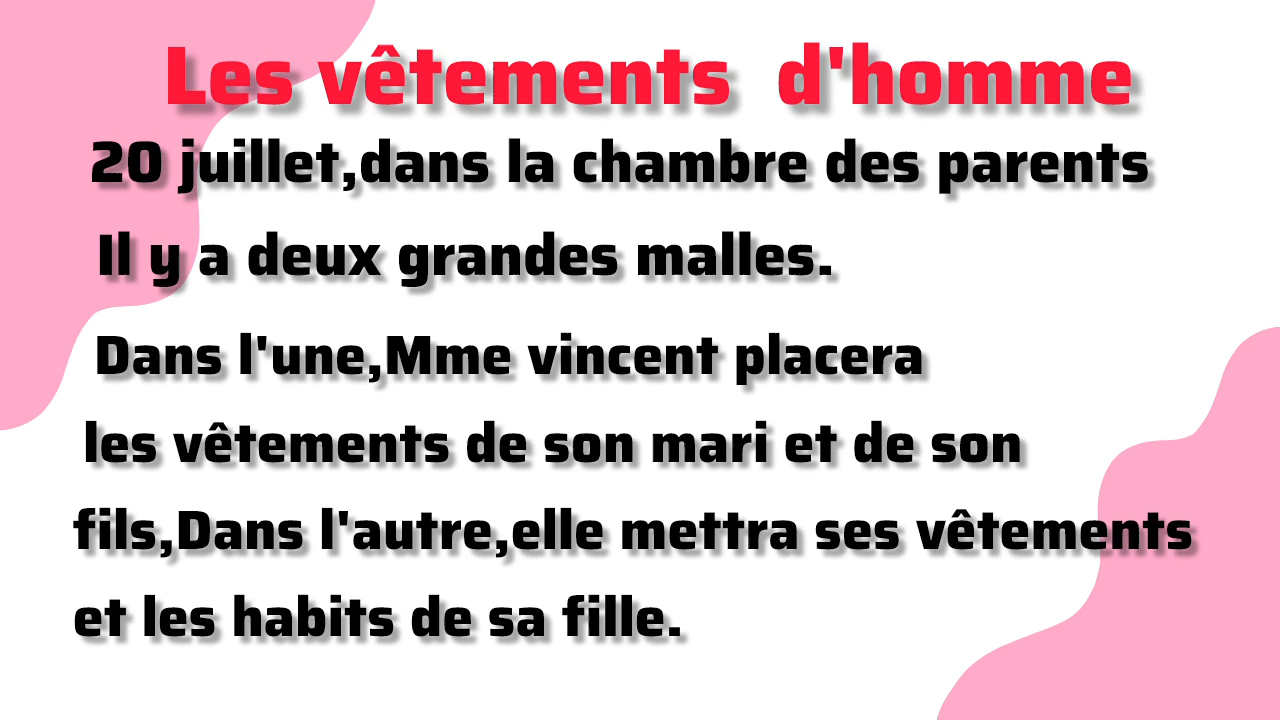 Les vêtements d'homme
20 juillet,dans la chambre des parents
Il y a deux grandes malles.
Dans l'une,Mme vincent placera
les vêtements de son mari et de son
fils,Dans l'autre,elle mettra ses vêtements
et les habits de sa fille.